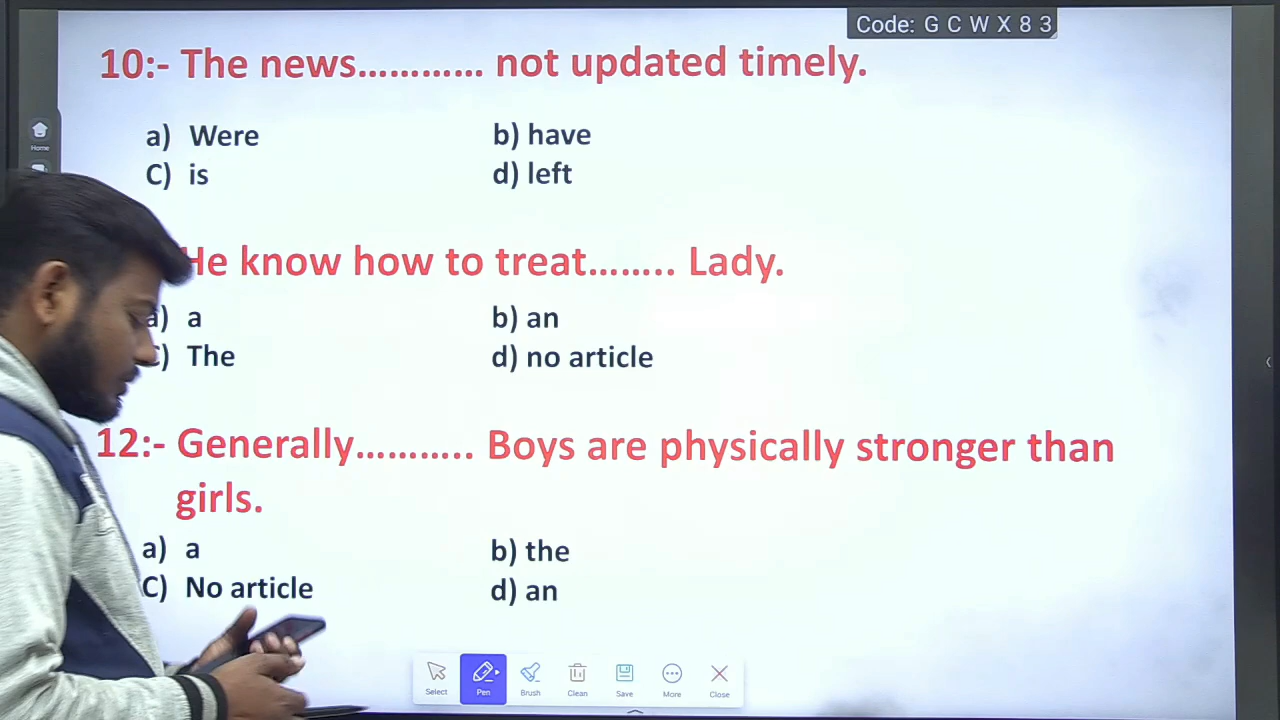 Code: G C W X 8 3
10:- The news............. not updated timely.
a) Were b) have
C) is d) left
Home
He know how to treat........ Lady.
a) a b) an
C) The d) no article
12:- Generally........... Boys are physically stronger than
girls.
a) a b) the
C) No article d) an
Select Pen Brush Clean Save More Close